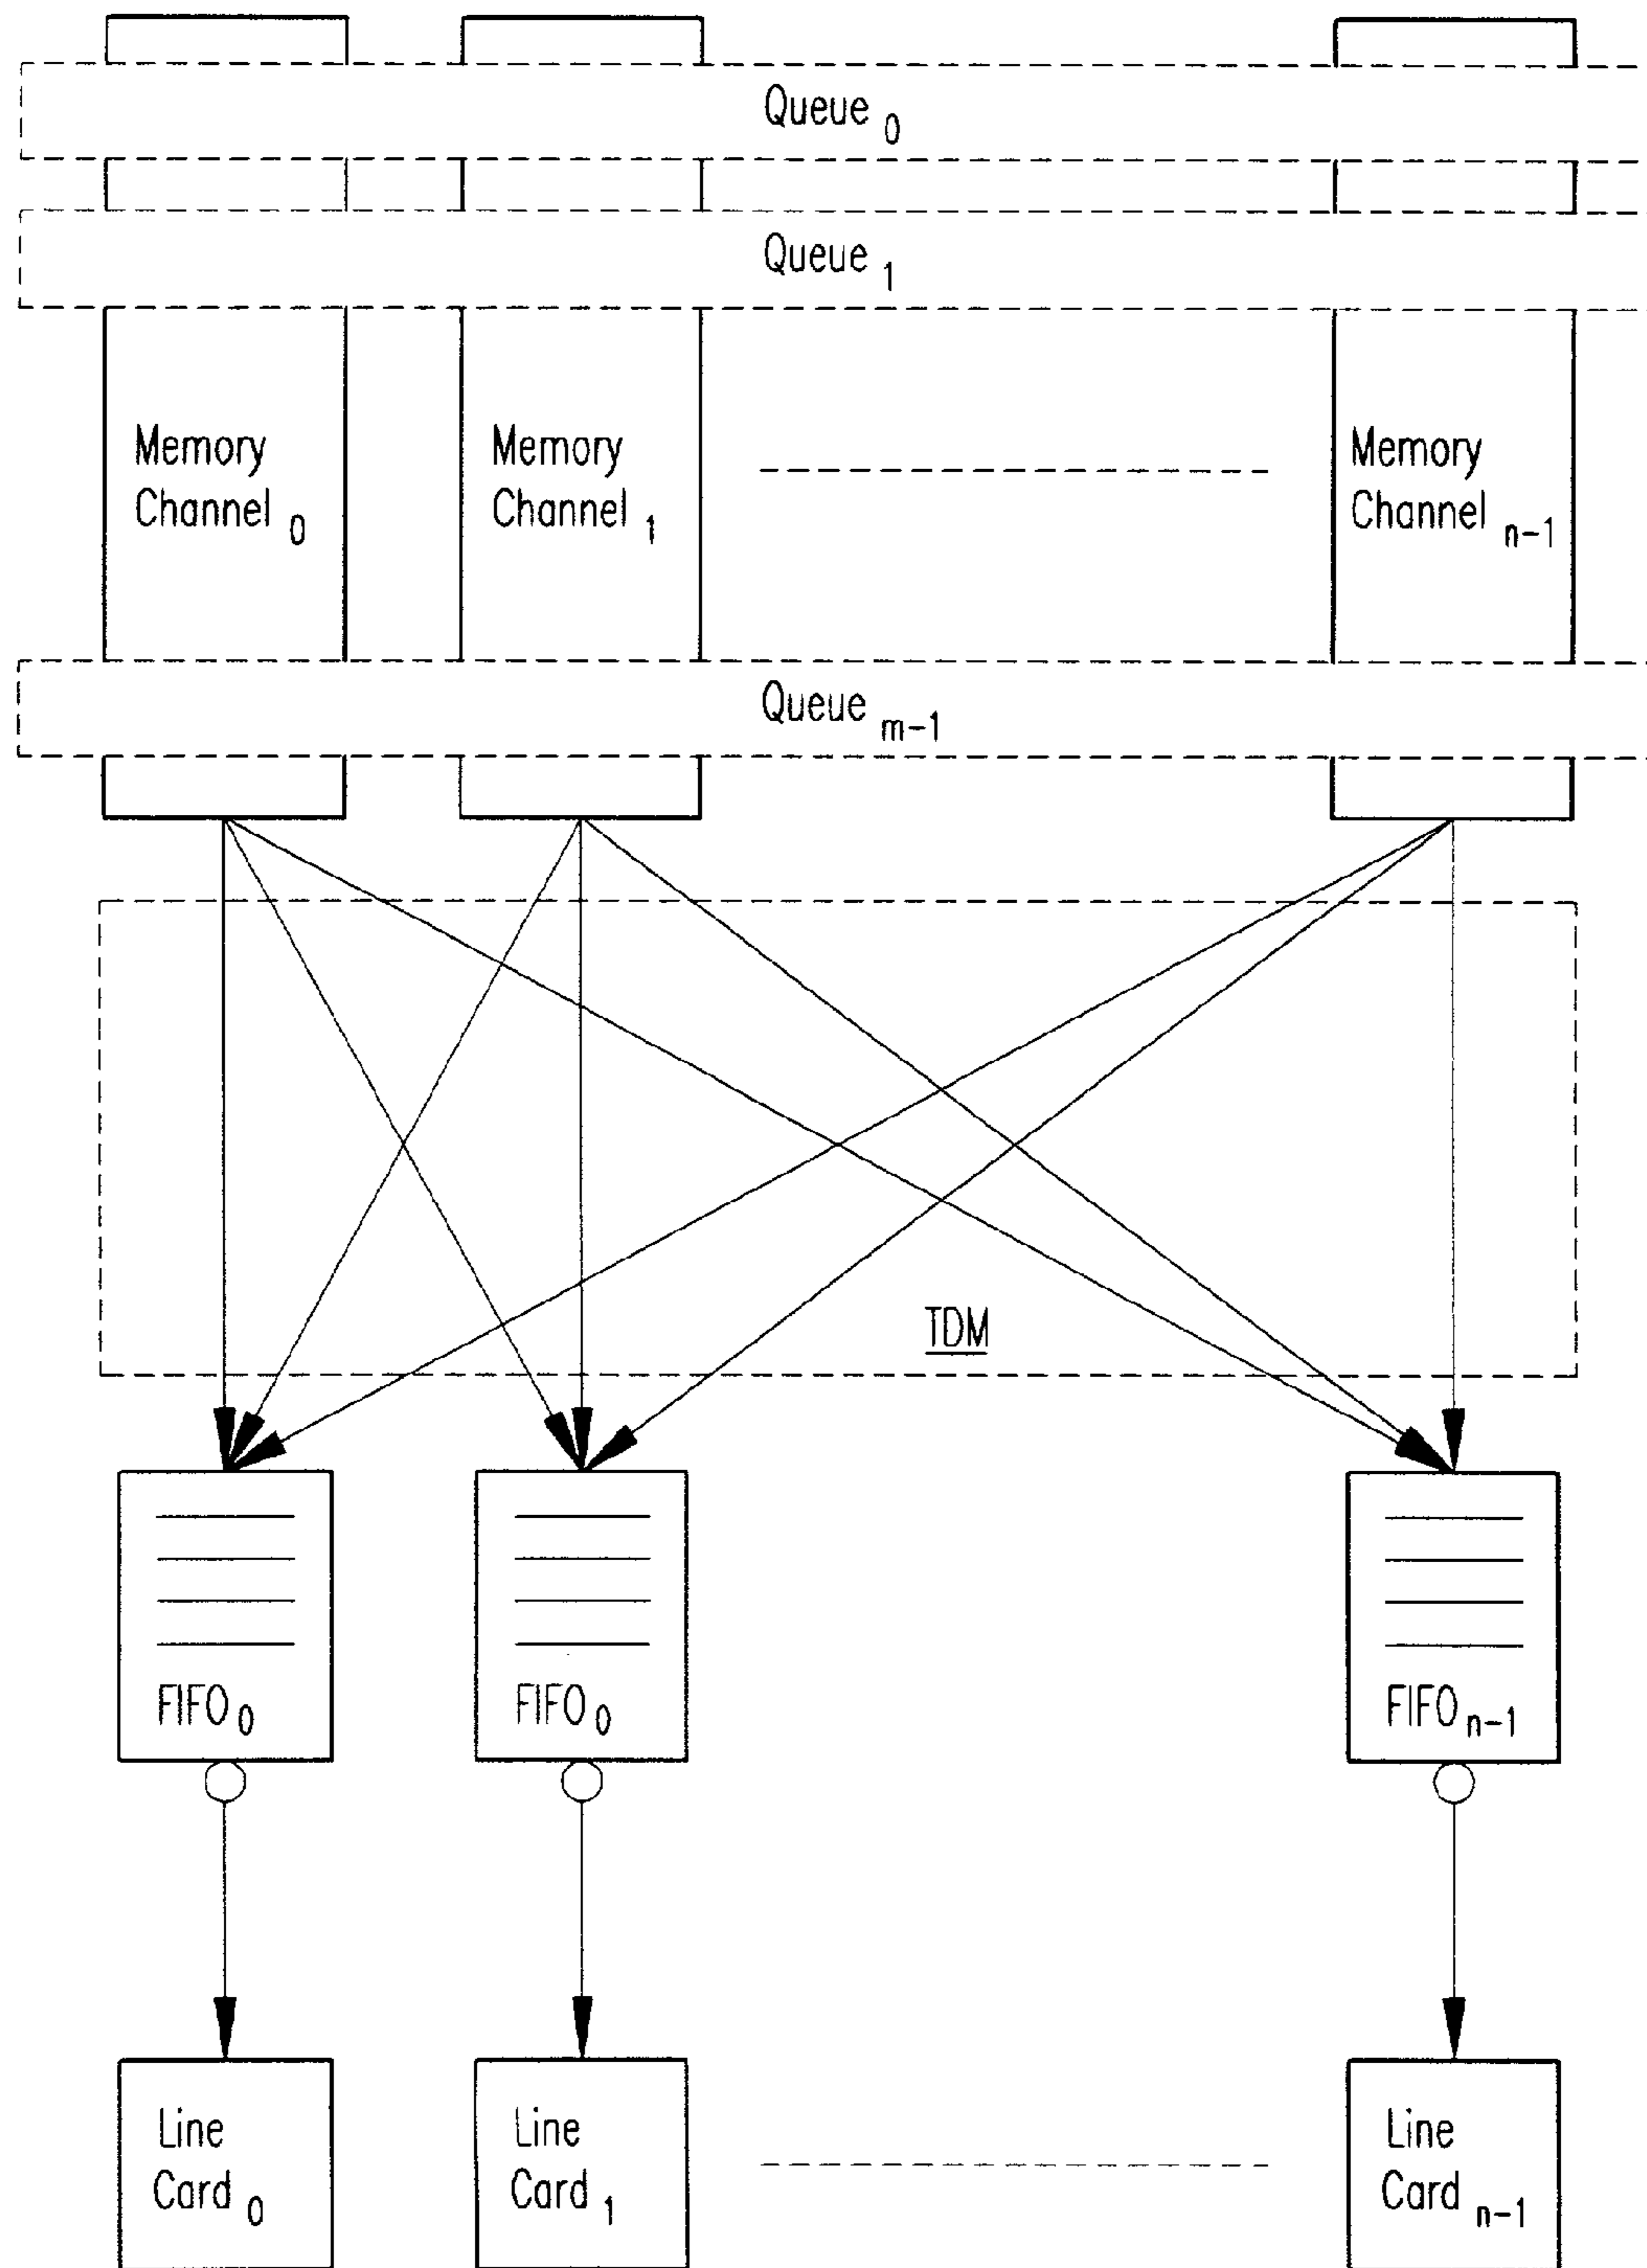 Queue 0
Queue 1
Memory
Channel 0
Memory
Channel 1
Memory
Channel n-1
Queue m-1
TDM
FIFO 0
FIFO 0
FIFO n-1
Line
Card 0
Line
Card 1
Line
Card n-1